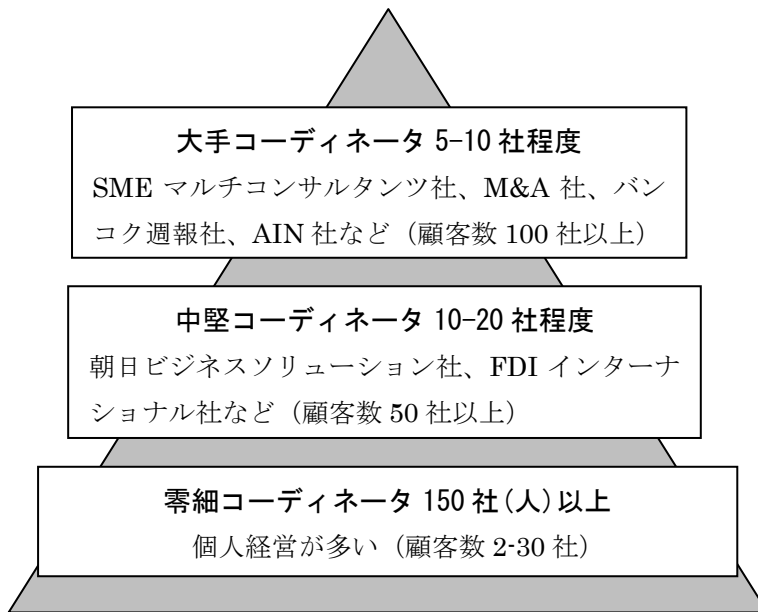 大手コーディネータ 5-10 社程度
SME マルチコンサルタンツ社、M&A 社、バン
コク週報社、AIN 社など（顧客数 100 社以上）
中堅コーディネータ 10-20 社程度
朝日ビジネスソリューション社、FDI インターナ
ショナル社など（顧客数 50 社以上）
零細コーディネータ 150 社(人)以上
個人経営が多い（顧客数 2-30 社）